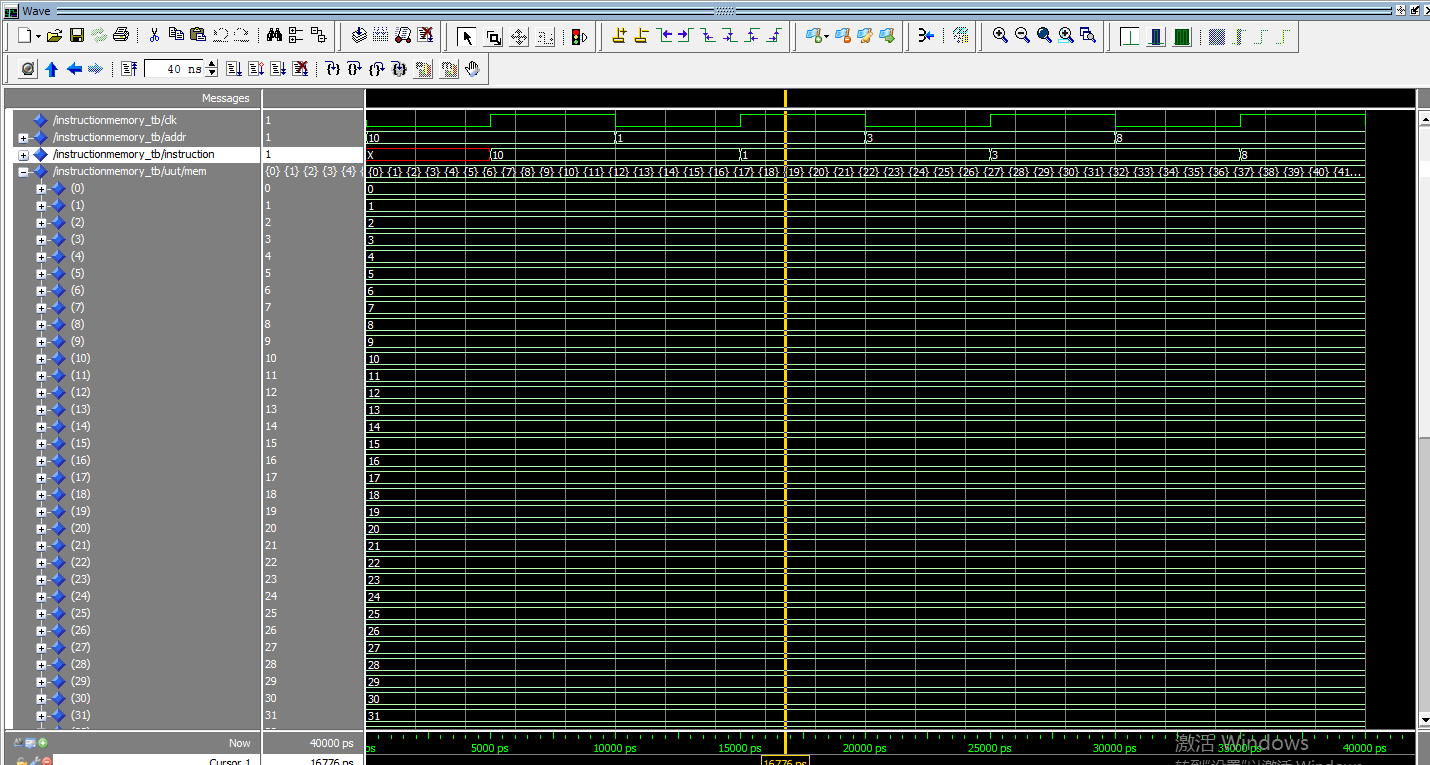 Wave
40 ns
Messages
/instructionmemory_tb/clk 1
/instructionmemory_tb/addr 1 10 1 3 8
/instructionmemory_tb/instruction 1 X 10 1 3 8
/instructionmemory_tb/uut/mem {0} {1} {2} {3} {4} { {0} {1} {2} {3} {4} {5} {6} {7} {8} {9} {10} {11} {12} {13} {14} {15} {16} {17} {18} {19} {20} {21} {22} {23} {24} {25} {26} {27} {28} {29} {30} {31} {32} {33} {34} {35} {36} {37} {38} {39} {40} {41...
(0) 0 0
(1) 1 1
(2) 2 2
(3) 3 3
(4) 4 4
(5) 5 5
(6) 6 6
(7) 7 7
(8) 8 8
(9) 9 9
(10) 10 10
(11) 11 11
(12) 12 12
(13) 13 13
(14) 14 14
(15) 15 15
(16) 16 16
(17) 17 17
(18) 18 18
(19) 19 19
(20) 20 20
(21) 21 21
(22) 22 22
(23) 23 23
(24) 24 24
(25) 25 25
(26) 26 26
(27) 27 27
(28) 28 28
(29) 29 29
(30) 30 30
(31) 31 31
Now 40000 ps ps 5000 ps 10000 ps 15000 ps 20000 ps 25000 ps 30000 ps 35000 ps 40000 ps
激活 Windows
Cursor 1 16776 ps 16776 ps
转到"设置"以激活 Windows